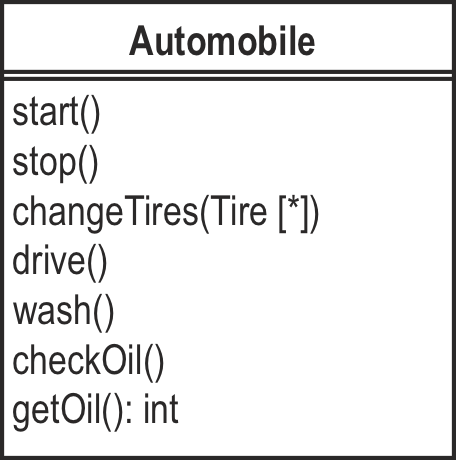 Automobile
start()
stop()
changeTires(Tire [*])
drive()
wash()
checkOil()
getOil(): int